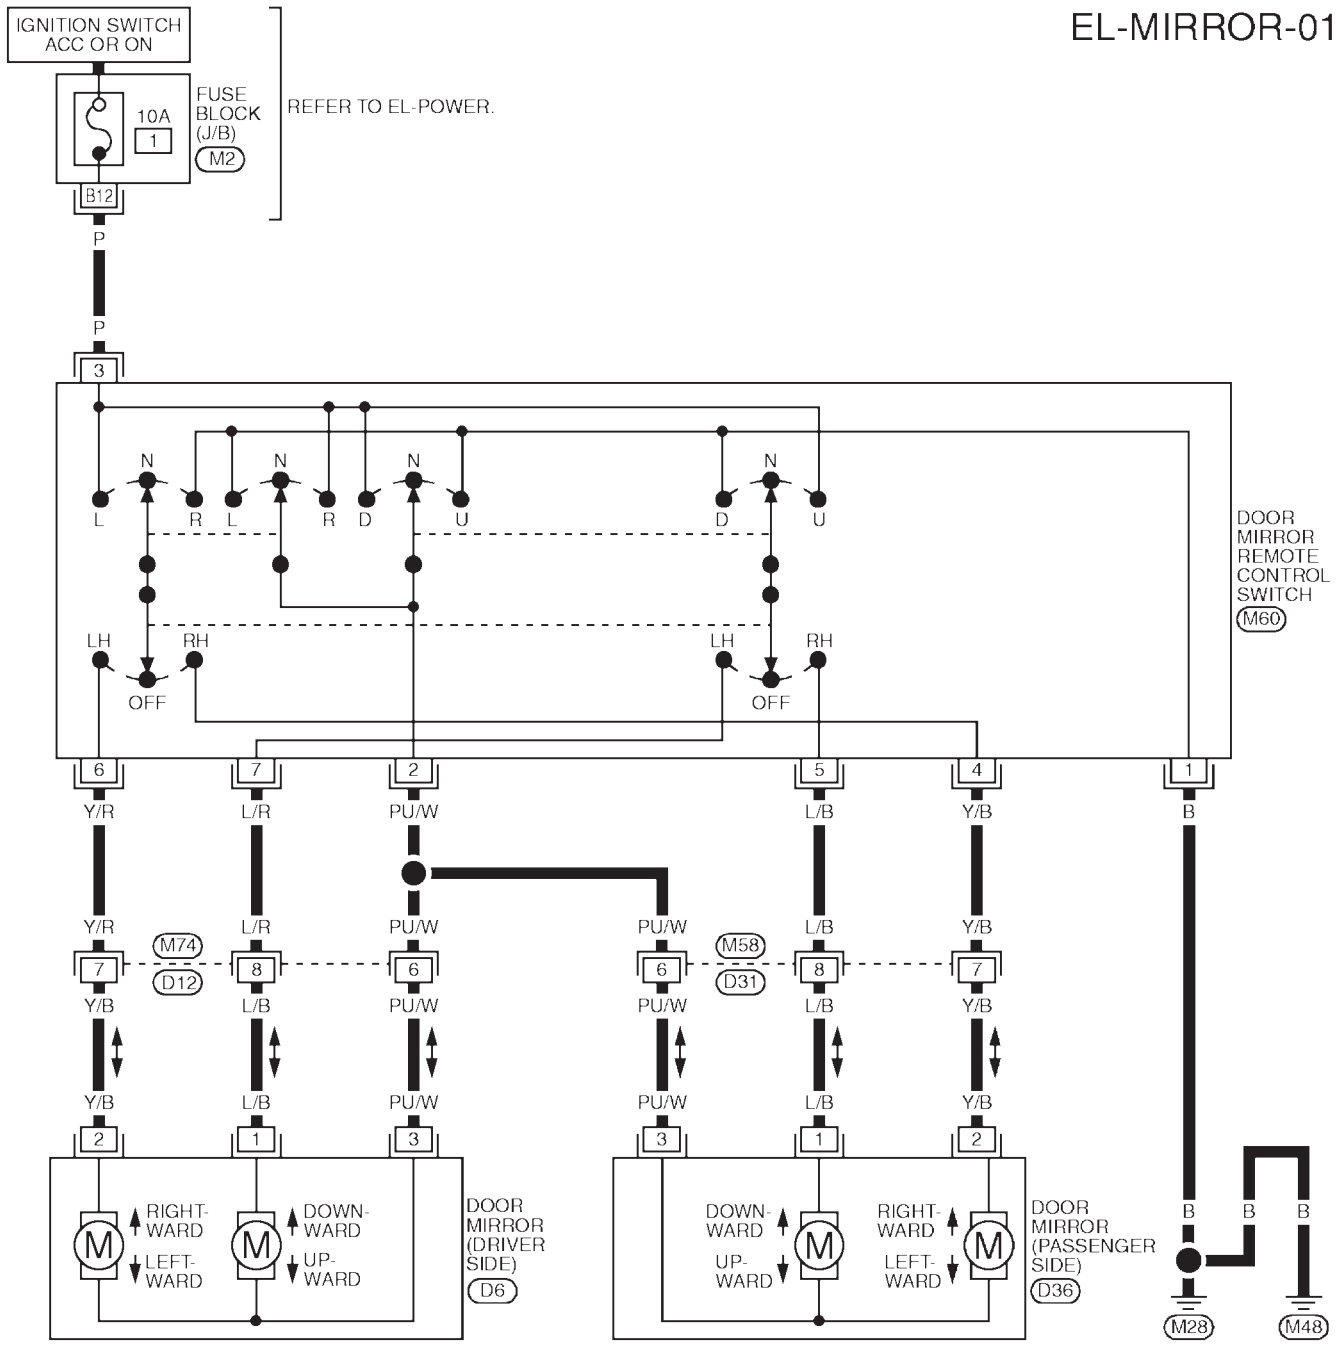 EL-MIRROR-01
IGNITION SWITCH
ACC OR ON
FUSE
BLOCK
(J/B)
M2
10A
1
REFER TO EL-POWER.
B12
P
P
3
N N N N
L R L R D U D U
DOOR
MIRROR
REMOTE
CONTROL
SWITCH
M60
LH RH LH RH
OFF OFF
6 7 2 5 4 1
Y/R L/R PU/W L/B Y/B B
Y/R L/R PU/W PU/W L/B Y/B
M74 M58
7 8 6 6 8 7
D12 D31
Y/B L/B PU/W PU/W L/B Y/B
Y/B L/B PU/W PU/W L/B Y/B
2 1 3 3 1 2
RIGHT-
WARD
LEFT-
WARD
M
DOWN-
WARD
UP-
WARD
M
DOOR
MIRROR
(DRIVER
SIDE)
D6
DOWN-
WARD
UP-
WARD
M
RIGHT-
WARD
LEFT-
WARD
M
DOOR
MIRROR
(PASSENGER
SIDE)
D36
B B B
M28 M48